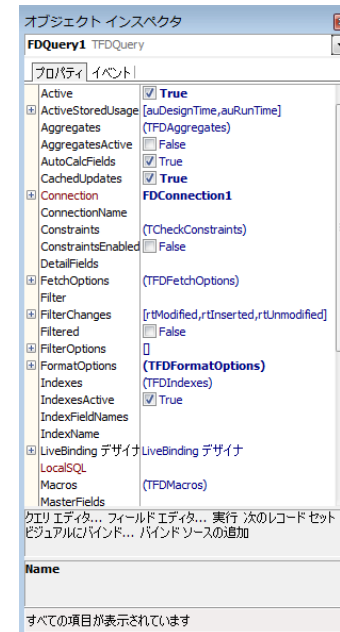 オブジェクト インスペクタ
FDQuery1 TFDQuery
プロパティ イベント
Active True
ActiveStoredUsage [auDesignTime,auRunTime]
Aggregates (TFDAggregates)
AggregatesActive False
AutoCalcFields True
CachedUpdates True
Connection FDConnection1
ConnectionName
Constraints (TCheckConstraints)
ConstraintsEnabled False
DetailFields
FetchOptions (TFDFetchOptions)
Filter
FilterChanges [rtModified,rtInserted,rtUnmodified]
Filtered False
FilterOptions []
FormatOptions (TFDFormatOptions)
Indexes (TFDIndexes)
IndexesActive True
IndexFieldNames
IndexName
LiveBinding デザイナ LiveBinding デザイナ
LocalSQL
Macros (TFDMacros)
MasterFields
クエリ エディタ... フィールド エディタ... 実行 次のレコード セット
ビジュアルにバインド... バインド ソースの追加
Name
すべての項目が表示されています